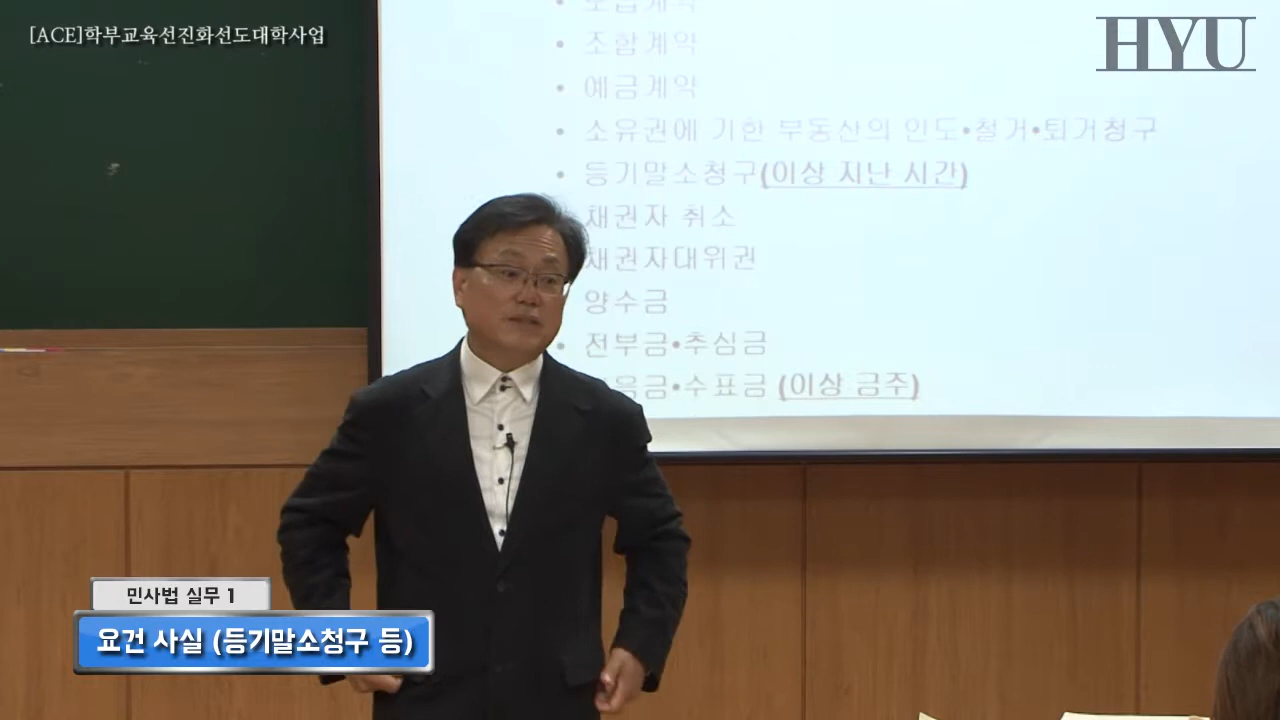 [ACE]학부교육선진화선도대학사업
HYU
• 조합계약
• 예금계약
• 소유권에 기한 부동산의 인도•철거•퇴거청구
• 등기말소청구(이상 지난 시간)
채권자 취소
채권자대위권
양수금
• 전부금•추심금
음금•수표금 (이상 금주)
민사법 실무 1
요건 사실 (등기말소청구 등)